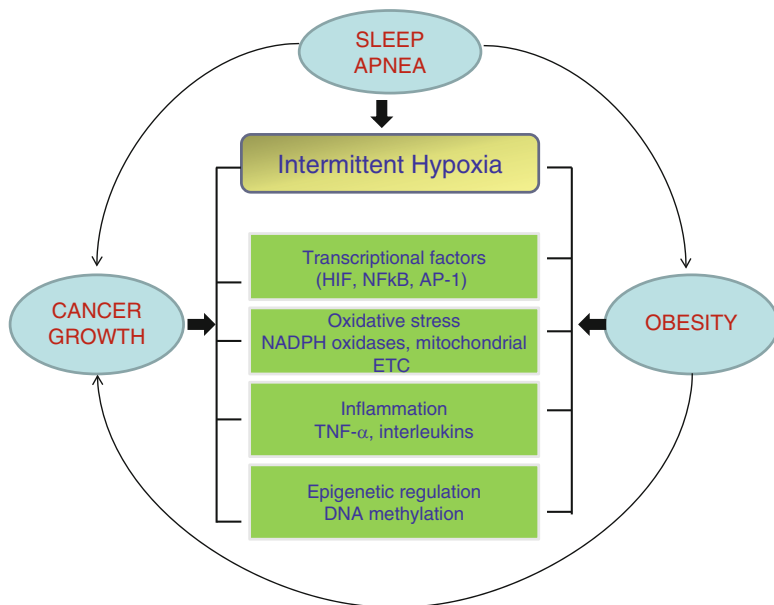 SLEEP
APNEA
Intermittent Hypoxia
Transcriptional factors
(HIF, NFkB, AP-1)
CANCER
GROWTH
OBESITY
Oxidative stress
NADPH oxidases, mitochondrial
ETC
Inflammation
TNF-α, interleukins
Epigenetic regulation
DNA methylation